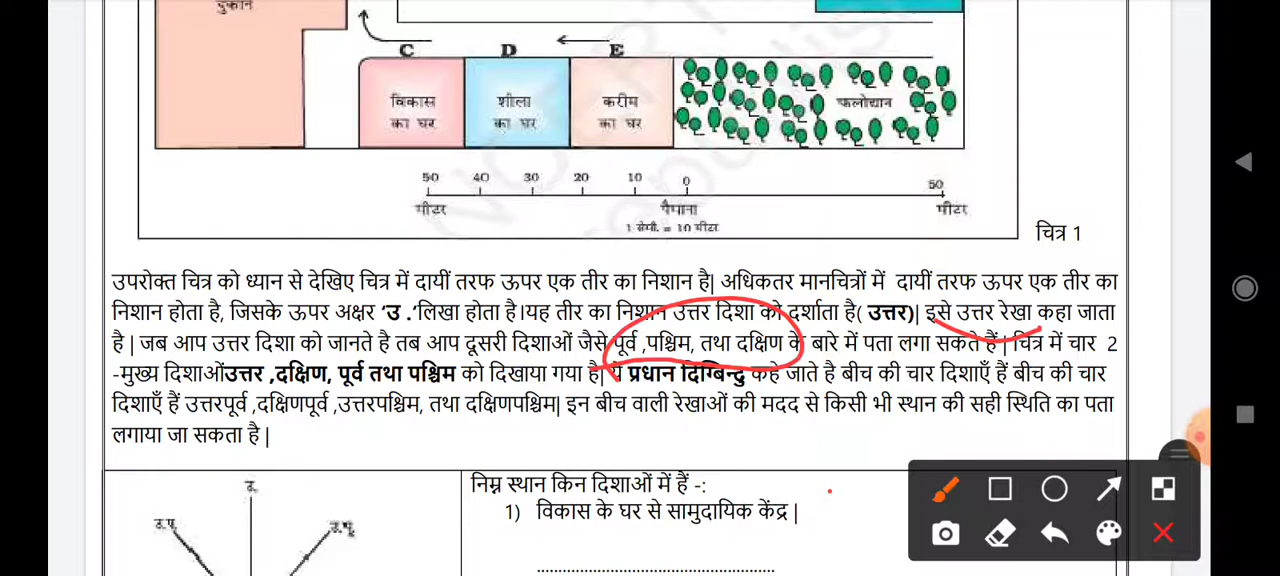 दुकान
C D E
विकास
का घर
शीला
का घर
करीम
का घर
फलोद्यान
50 40 30 20 10 0 50
मीटर पैमाना मीटर
1 सेमी. = 10 मीटर
चित्र 1
उपरोक्त चित्र को ध्यान से देखिए चित्र में दायीं तरफ ऊपर एक तीर का निशान है| अधिकतर मानचित्रों में दायीं तरफ ऊपर एक तीर का
निशान होता है, जिसके ऊपर अक्षर ‘उ .’लिखा होता है।यह तीर का निशान उत्तर दिशा को दर्शाता है( उत्तर)| इसे उत्तर रेखा कहा जाता
है | जब आप उत्तर दिशा को जानते है तब आप दूसरी दिशाओं जैसे पूर्व ,पश्चिम, तथा दक्षिण के बारे में पता लगा सकते हैं | चित्र में चार 2
-मुख्य दिशाओंउत्तर ,दक्षिण, पूर्व तथा पश्चिम को दिखाया गया है| ये प्रधान दिग्बिन्दु कहे जाते है बीच की चार दिशाएँ हैं बीच की चार
दिशाएँ हैं उत्तरपूर्व ,दक्षिणपूर्व ,उत्तरपश्चिम, तथा दक्षिणपश्चिम| इन बीच वाली रेखाओं की मदद से किसी भी स्थान की सही स्थिति का पता
लगाया जा सकता है |
उ.
उ.प. उ.पू.
निम्न स्थान किन दिशाओं में हैं -:
1) विकास के घर से सामुदायिक केंद्र |